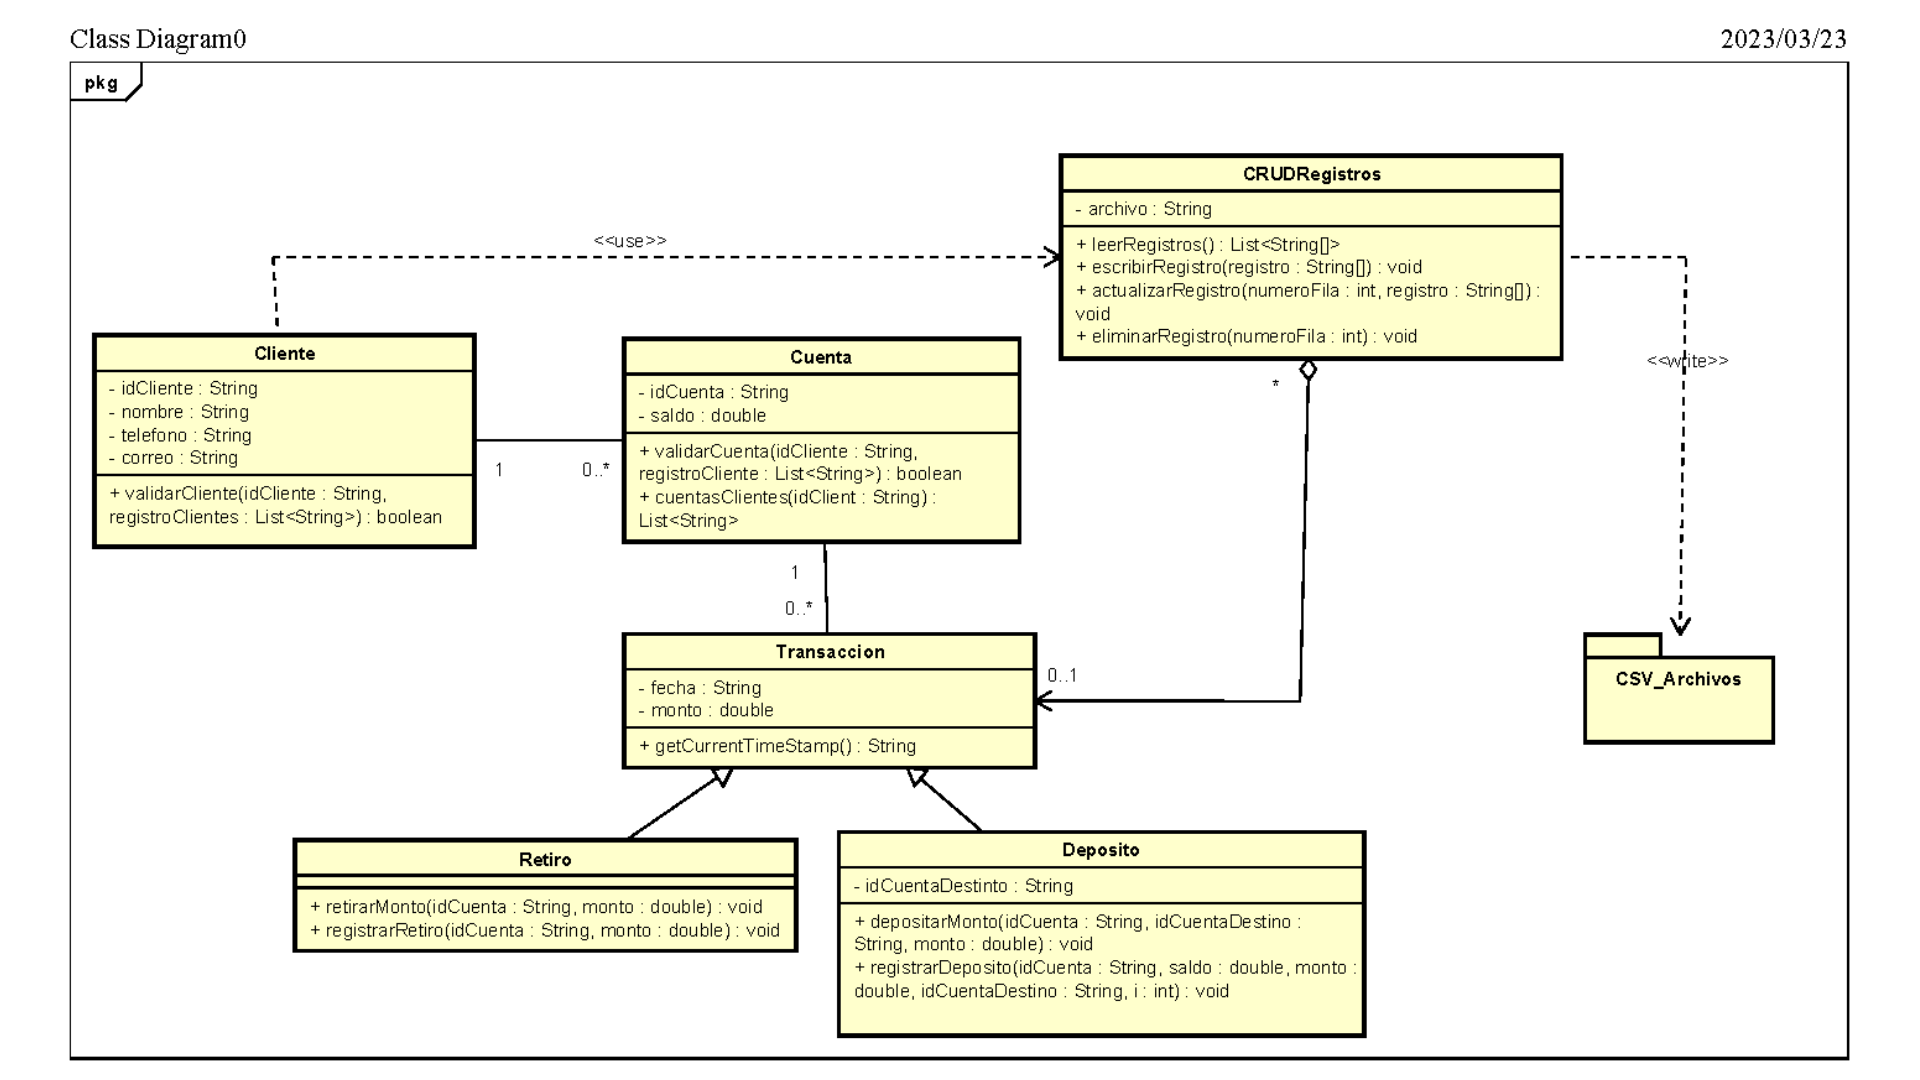 Class Diagram0
2023/03/23
pkg
CRUDRegistros
- archivo : String
+ leerRegistros() : List<String[]>
+ escribirRegistro(registro : String[]) : void
+ actualizarRegistro(numeroFila : int, registro : String[]) :
void
+ eliminarRegistro(numeroFila : int) : void
<<use>>
<<write>>
*
Cliente
- idCliente : String
- nombre : String
- telefono : String
- correo : String
+ validarCliente(idCliente : String,
registroClientes : List<String>) : boolean
1
0..*
Cuenta
- idCuenta : String
- saldo : double
+ validarCuenta(idCliente : String,
registroCliente : List<String>) : boolean
+ cuentasClientes(idClient : String) :
List<String>
1
0..*
Transaccion
- fecha : String
- monto : double
+ getCurrentTimeStamp() : String
0..1
CSV_Archivos
Retiro
+ retirarMonto(idCuenta : String, monto : double) : void
+ registrarRetiro(idCuenta : String, monto : double) : void
Deposito
- idCuentaDestinto : String
+ depositarMonto(idCuenta : String, idCuentaDestino :
String, monto : double) : void
+ registrarDeposito(idCuenta : String, saldo : double, monto :
double, idCuentaDestino : String, i : int) : void